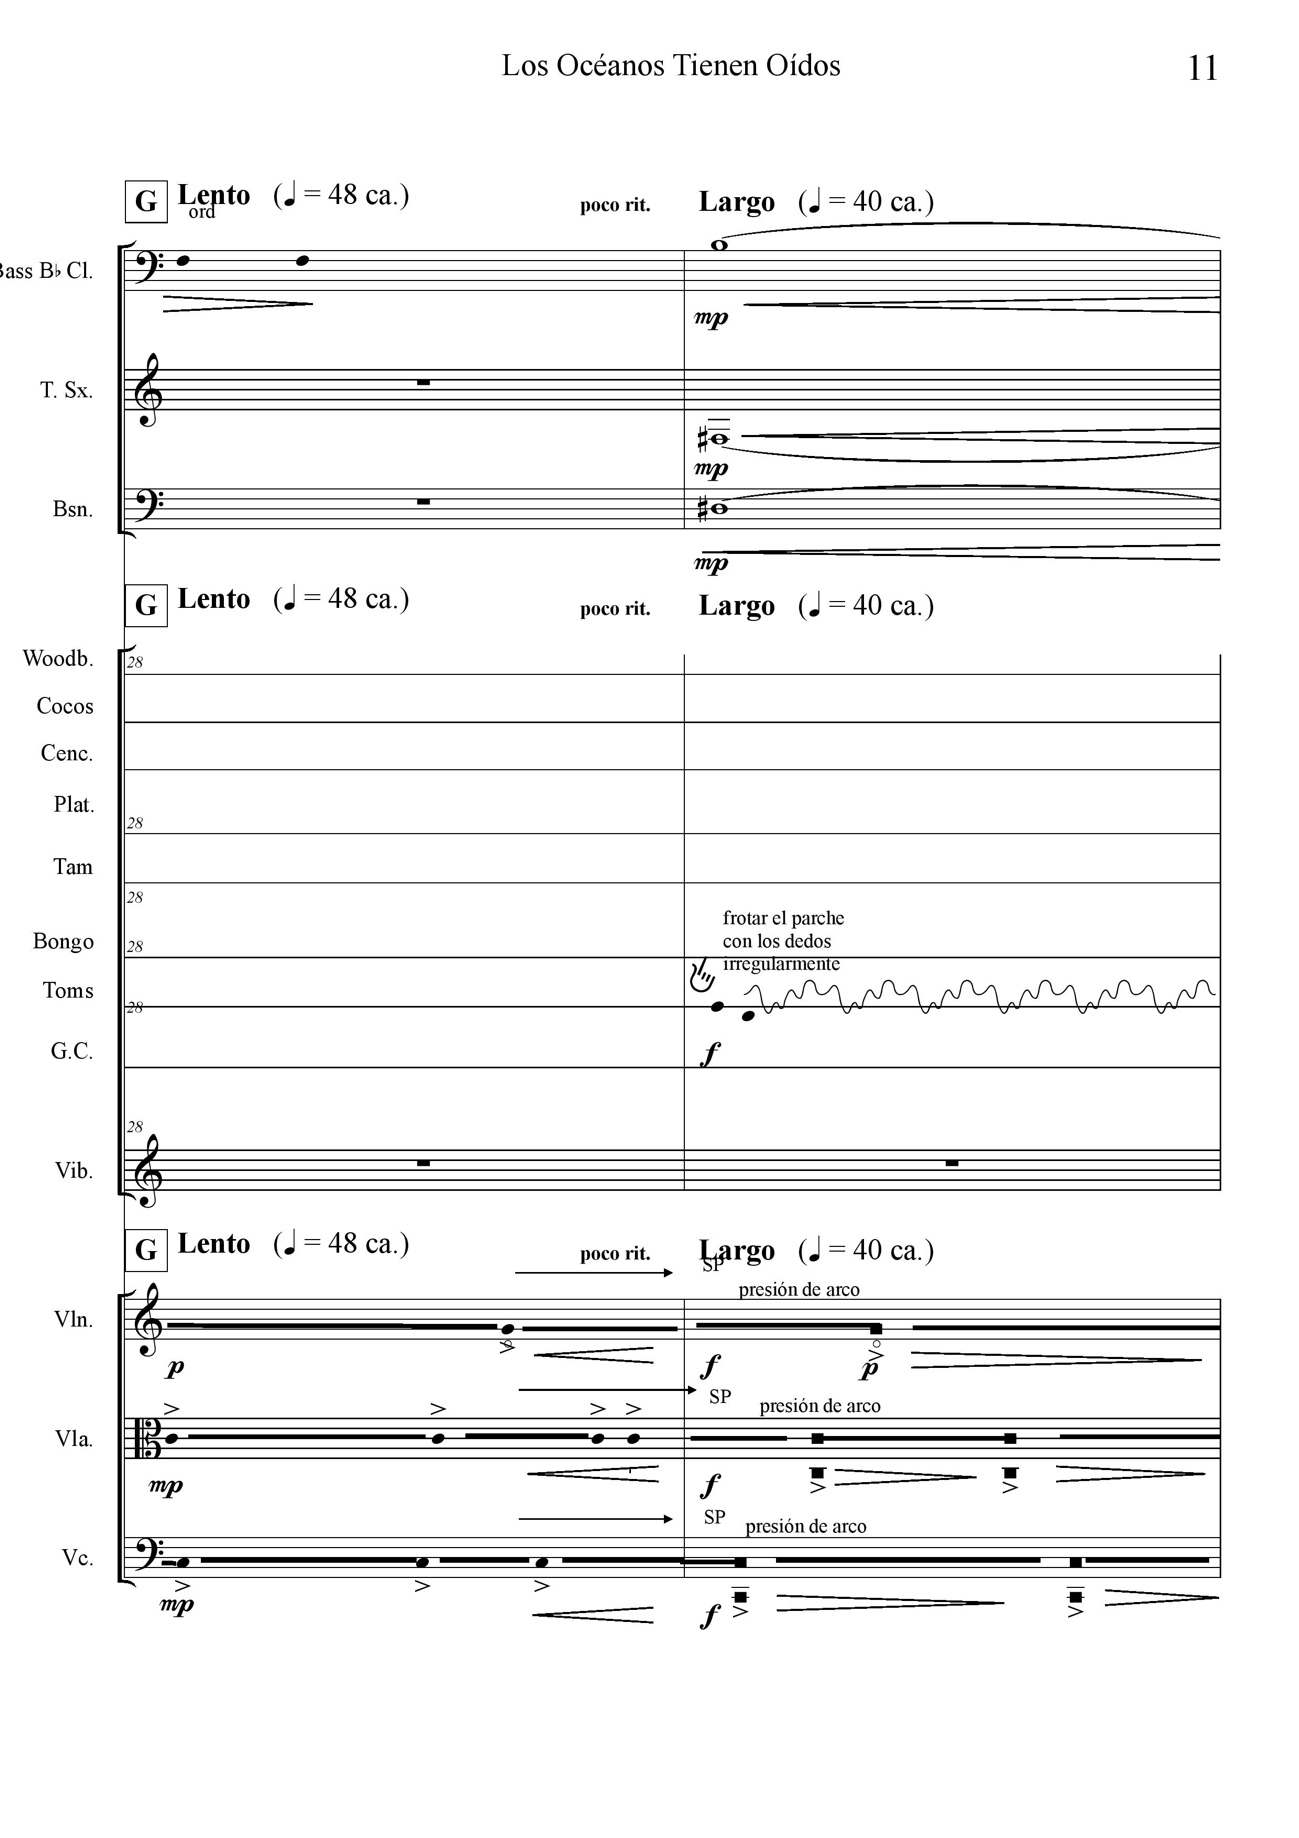 Los Océanos Tienen Oídos
11
G Lento (♩ = 48 ca.) poco rit. Largo (♩ = 40 ca.)
ord
Bass B♭ Cl.
mp
T. Sx.
mp
Bsn.
mp
G Lento (♩ = 48 ca.) poco rit. Largo (♩ = 40 ca.)
Woodb.
28
Cocos
Cenc.
Plat.
28
Tam
28
frotar el parche
con los dedos
irregularmente
Bongo
28
Toms
28
G.C.
f
28
Vib.
G Lento (♩ = 48 ca.) poco rit. Largo (♩ = 40 ca.)
SP
presión de arco
Vln.
p f p
SP
presión de arco
Vla.
mp f
SP
presión de arco
Vc.
mp f